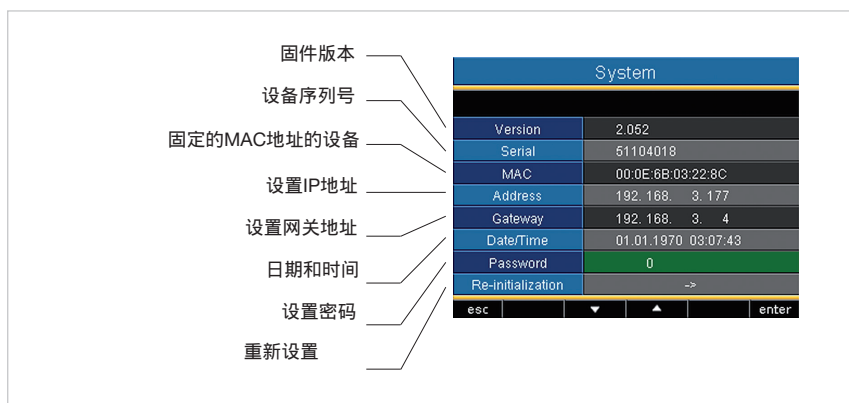 固件版本
设备序列号
固定的MAC地址的设备
设置IP地址
设置网关地址
日期和时间
设置密码
重新设置
System
Version 2.052
Serial 51104018
MAC 00:0E:6B:03:22:8C
Address 192. 168. 3. 177
Gateway 192. 168. 3. 4
Date/Time 01.01.1970 03:07:43
Password 0
Re-initialization ->
esc ▼ ▲ enter